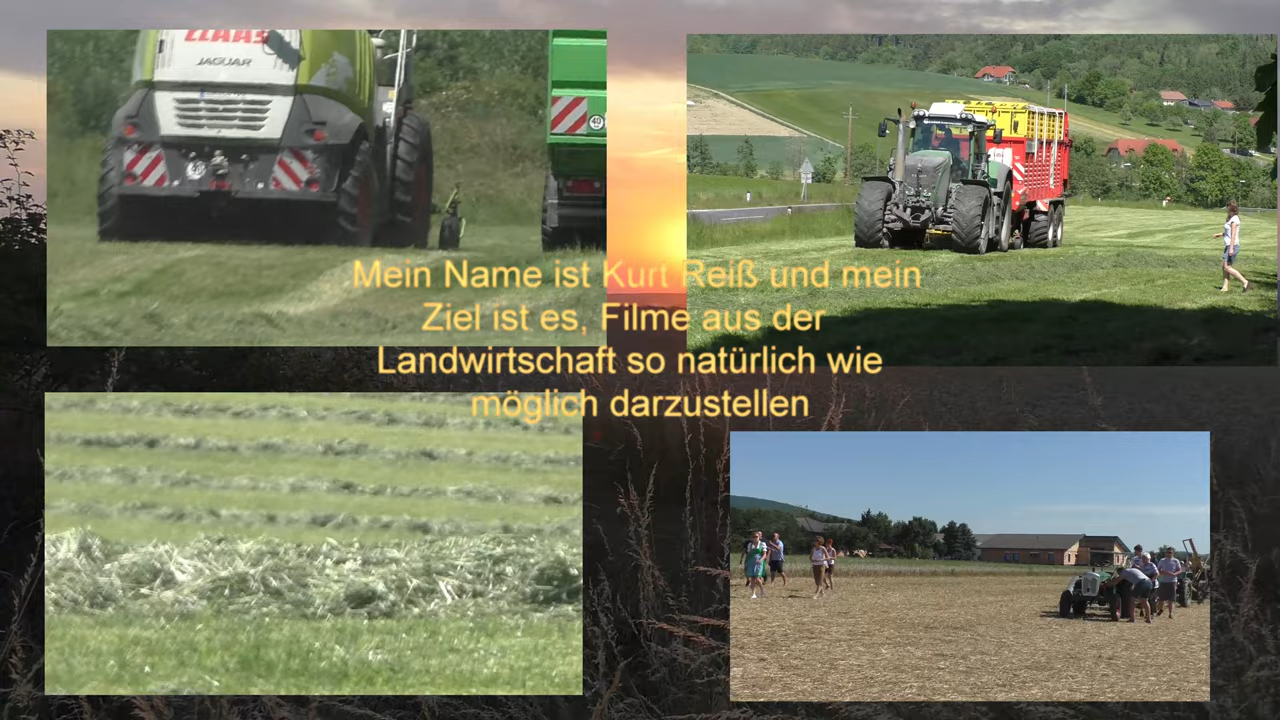 CLAAS
JAGUAR
40
Mein Name ist Kurt Reiß und mein
Ziel ist es, Filme aus der
Landwirtschaft so natürlich wie
möglich darzustellen